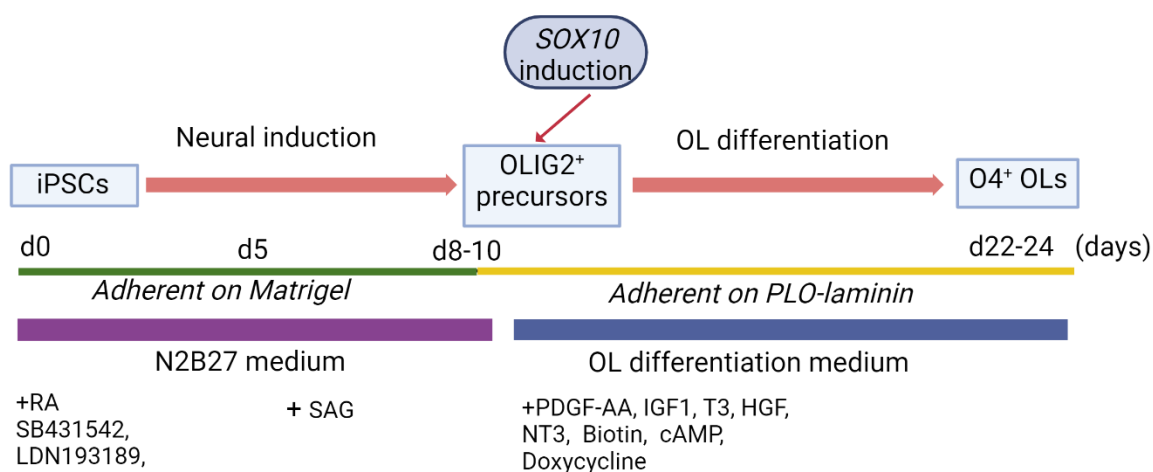 SOX10
induction
Neural induction
OL differentiation
iPSCs
OLIG2⁺
precursors
O4⁺ OLs
d0
d5
d8-10
d22-24
(days)
Adherent on Matrigel
Adherent on PLO-laminin
N2B27 medium
OL differentiation medium
+RA
SB431542,
LDN193189,
+ SAG
+PDGF-AA, IGF1, T3, HGF,
NT3, Biotin, cAMP,
Doxycycline